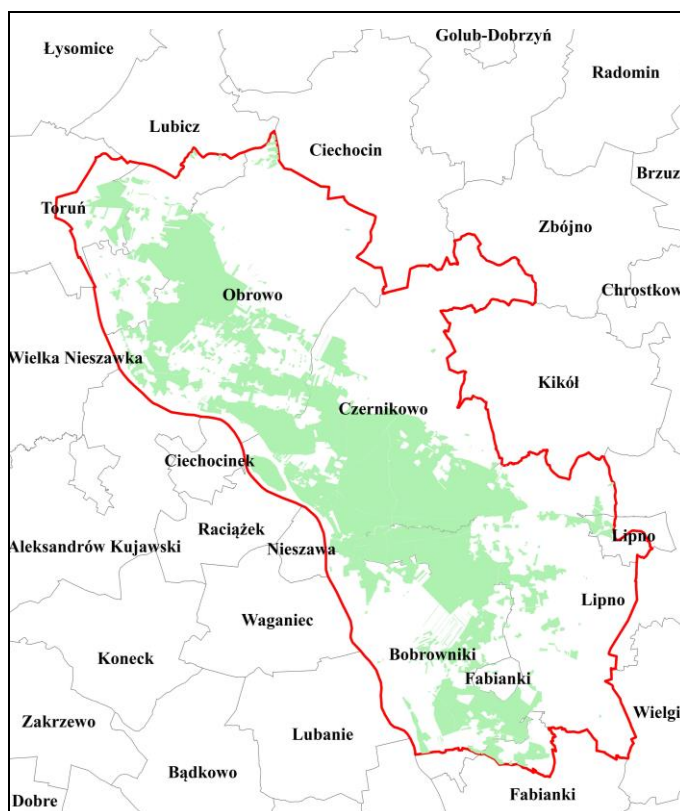 Golub-Dobrzyń
Łysomice
Radomin
Lubicz
Ciechocin
Brzuz
Toruń
Zbójno
Obrowo
Chrostkow
Wielka Nieszawka
Kikół
Czernikowo
Ciechocinek
Raciążek
Lipno
Aleksandrów Kujawski
Nieszawa
Lipno
Waganiec
Bobrowniki
Koneck
Fabianki
Zakrzewo
Lubanie
Wielgi
Bądkowo
Dobre
Fabianki